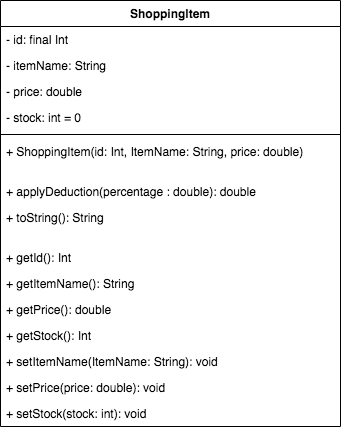 ShoppingItem
- id: final Int
- itemName: String
- price: double
- stock: int = 0
+ ShoppingItem(id: Int, ItemName: String, price: double)
+ applyDeduction(percentage : double): double
+ toString(): String
+ getId(): Int
+ getItemName(): String
+ getPrice(): double
+ getStock(): Int
+ setItemName(ItemName: String): void
+ setPrice(price: double): void
+ setStock(stock: int): void